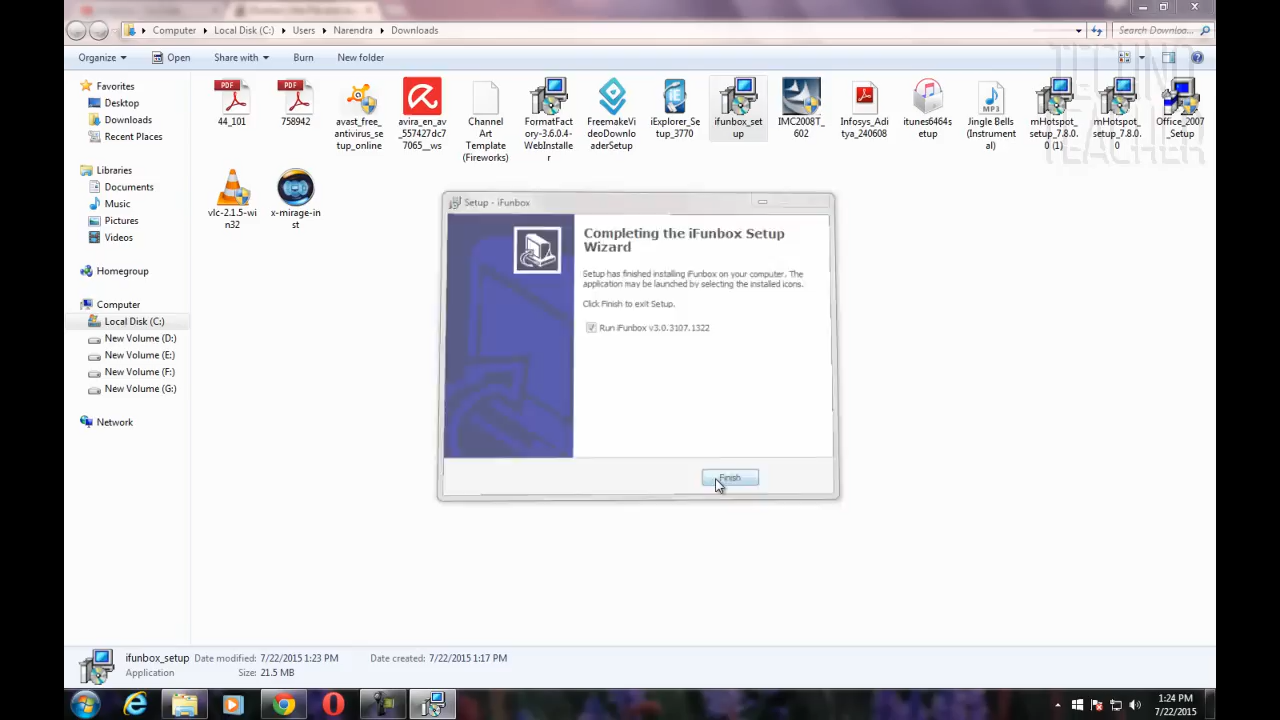 Computer Local Disk (C:) Users Narendra Downloads
Search Downloa...
Organize Open Share with Burn New folder
TECHNO
TEACHER
Favorites
Desktop
Downloads
Recent Places
Libraries
Documents
Music
Pictures
Videos
Homegroup
Computer
Local Disk (C:)
New Volume (D:)
New Volume (E:)
New Volume (F:)
New Volume (G:)
Network
44_101
758942
avast_free_
antivirus_se
tup_online
avira_en_av
_557427dc7
7065__ws
Channel
Art
Template
(Fireworks)
FormatFact
ory-3.6.0.4-
WebInstalle
r
FreemakeVi
deoDownlo
aderSetup
iExplorer_Se
tup_3770
ifunbox_set
up
IMC2008T_
602
Infosys_Adi
tya_240608
itunes6464s
etup
Jingle Bells
(Instrument
al)
mHotspot_
setup_7.8.0.
0 (1)
mHotspot_
setup_7.8.0.
0
Office_2007
_Setup
vlc-2.1.5-wi
n32
x-mirage-in
st
Setup - iFunbox
Completing the iFunbox Setup
Wizard
Setup has finished installing iFunbox on your computer. The
application may be launched by selecting the installed icons.
Click Finish to exit Setup.
Run iFunbox v3.0.3107.1322
Finish
ifunbox_setup Date modified: 7/22/2015 1:23 PM Date created: 7/22/2015 1:17 PM
Application Size: 21.5 MB
1:24 PM
7/22/2015